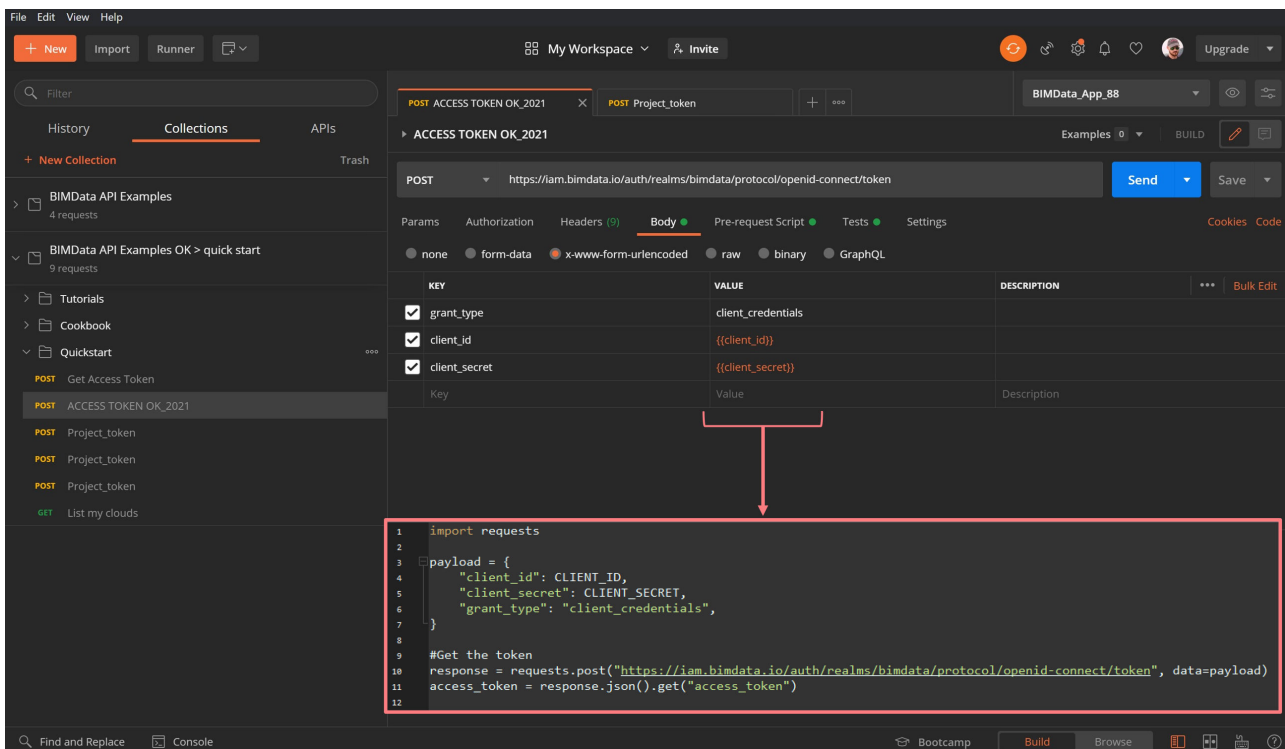 File Edit View Help
+ New Import Runner My Workspace Invite Upgrade
Filter
History Collections APIs
+ New Collection Trash
BIMData API Examples
4 requests
BIMData API Examples OK > quick start
9 requests
Tutorials
Cookbook
Quickstart
POST Get Access Token
POST ACCESS TOKEN OK_2021
POST Project_token
POST Project_token
POST Project_token
GET List my clouds
POST ACCESS TOKEN OK_2021 POST Project_token BIMData_App_88
ACCESS TOKEN OK_2021 Examples 0 BUILD
POST https://iam.bimdata.io/auth/realms/bimdata/protocol/openid-connect/token Send Save
Params Authorization Headers (9) Body Pre-request Script Tests Settings Cookies Code
none form-data x-www-form-urlencoded raw binary GraphQL
KEY VALUE DESCRIPTION Bulk Edit
grant_type client_credentials
client_id {{client_id}}
client_secret {{client_secret}}
Key Value Description
1 import requests
2
3 payload = {
4 "client_id": CLIENT_ID,
5 "client_secret": CLIENT_SECRET,
6 "grant_type": "client_credentials",
7 }
8
9 #Get the token
10 response = requests.post("https://iam.bimdata.io/auth/realms/bimdata/protocol/openid-connect/token", data=payload)
11 access_token = response.json().get("access_token")
12
Find and Replace Console Bootcamp Build Browse